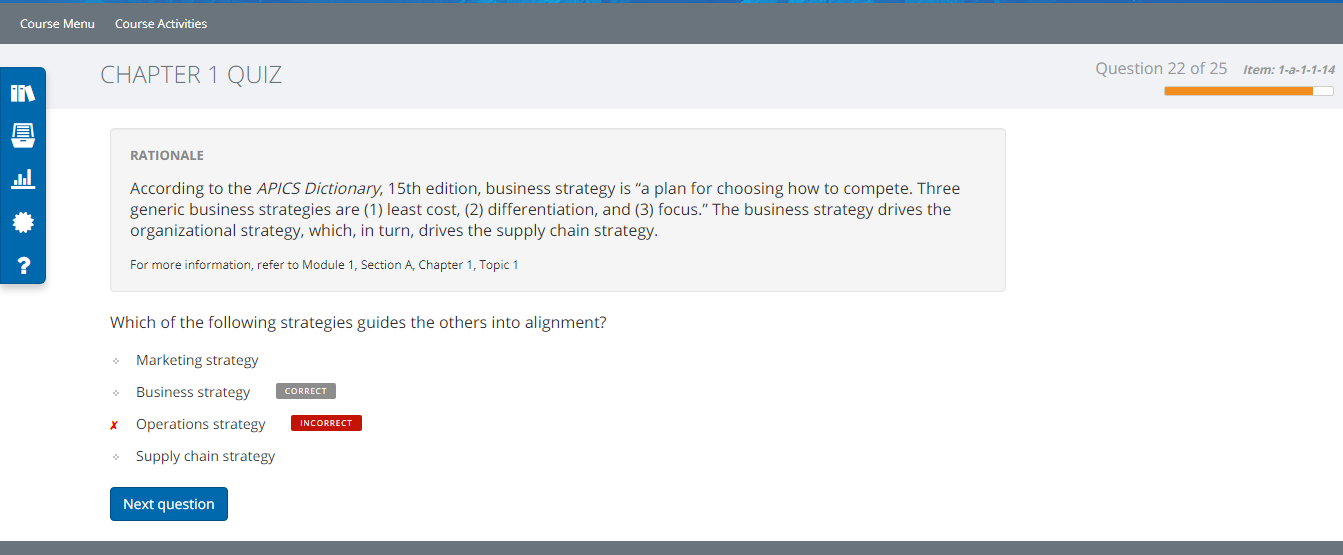 Course Menu Course Activities
CHAPTER 1 QUIZ
Question 22 of 25 Item: 1-a-1-1-14
RATIONALE
According to the APICS Dictionary, 15th edition, business strategy is “a plan for choosing how to compete. Three
generic business strategies are (1) least cost, (2) differentiation, and (3) focus.” The business strategy drives the
organizational strategy, which, in turn, drives the supply chain strategy.
For more information, refer to Module 1, Section A, Chapter 1, Topic 1
Which of the following strategies guides the others into alignment?
Marketing strategy
Business strategy CORRECT
✗ Operations strategy INCORRECT
Supply chain strategy
Next question
?